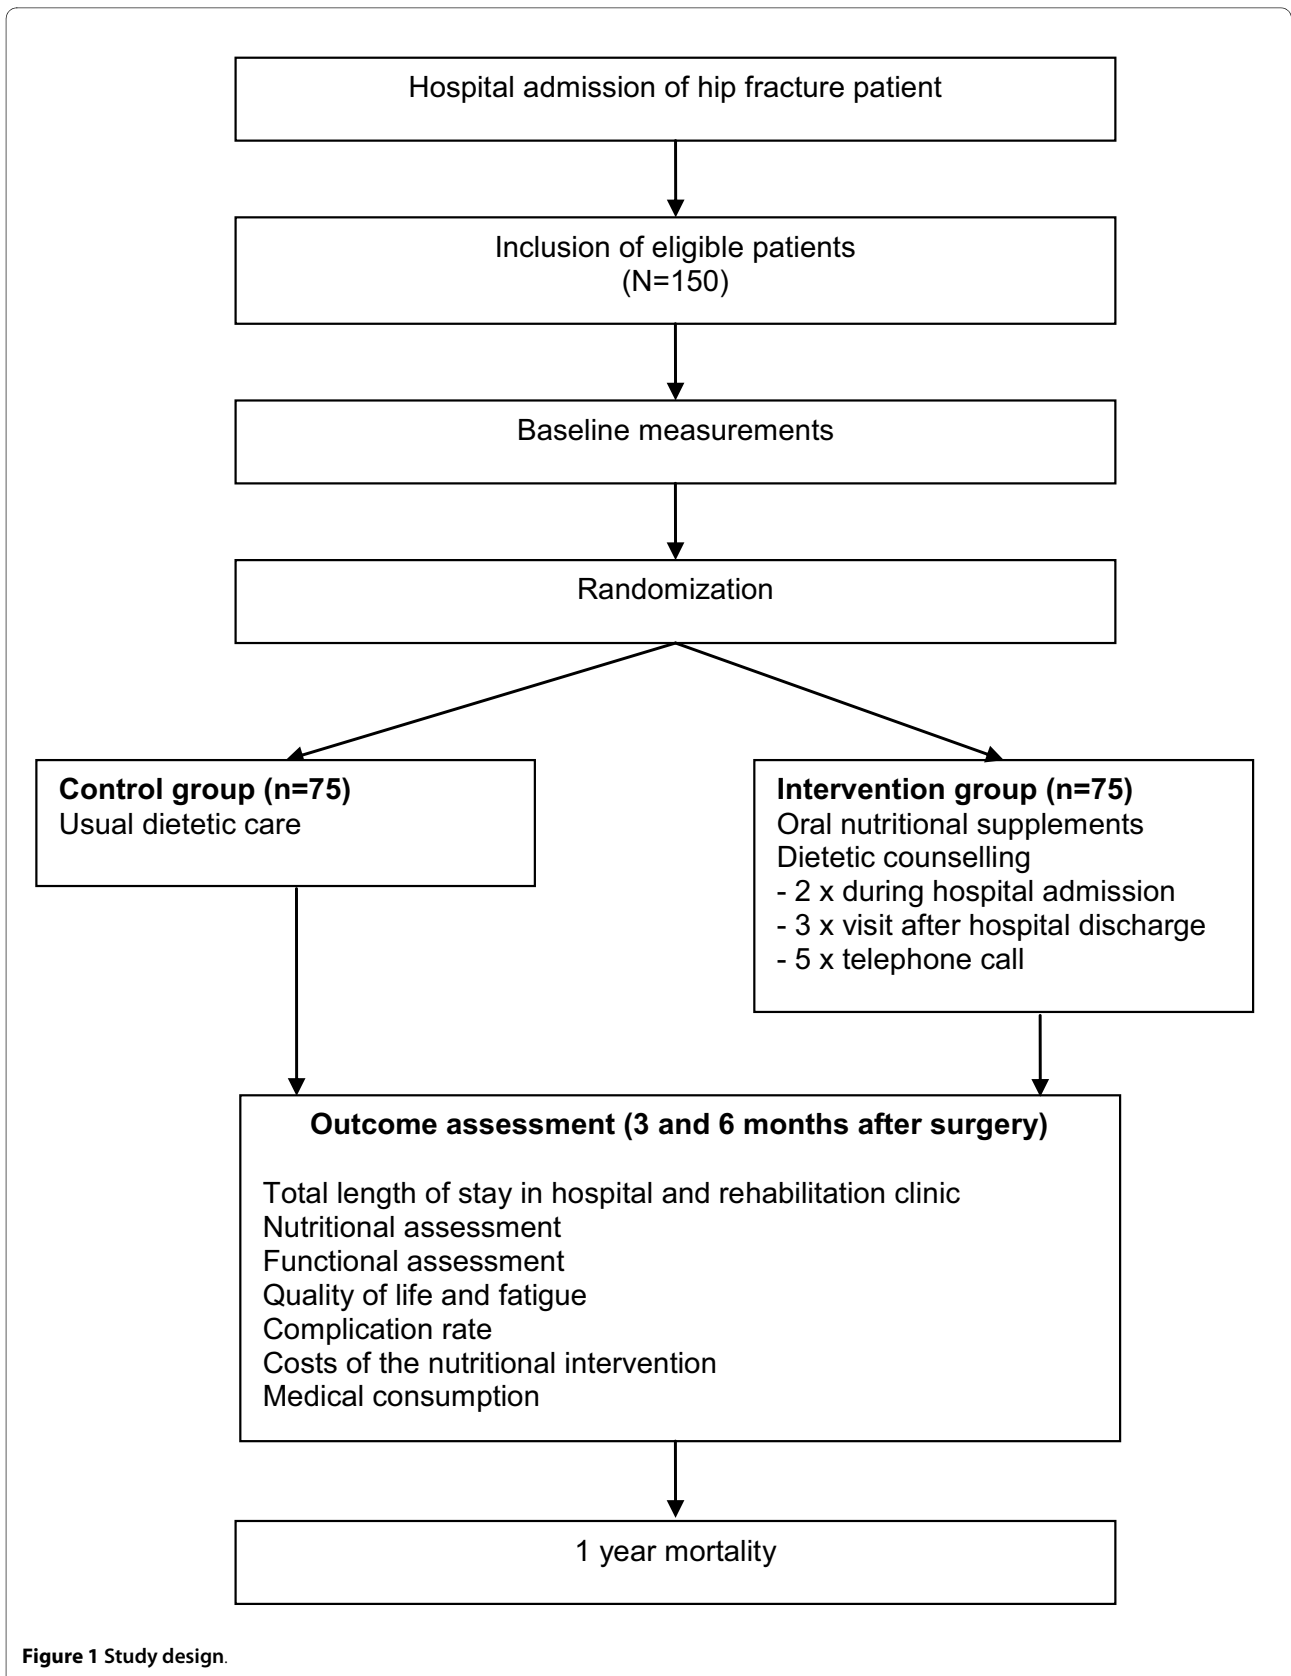 Hospital admission of hip fracture patient
Inclusion of eligible patients
(N=150)
Baseline measurements
Randomization
Control group (n=75)
Usual dietetic care
Intervention group (n=75)
Oral nutritional supplements
Dietetic counselling
- 2 x during hospital admission
- 3 x visit after hospital discharge
- 5 x telephone call
Outcome assessment (3 and 6 months after surgery)
Total length of stay in hospital and rehabilitation clinic
Nutritional assessment
Functional assessment
Quality of life and fatigue
Complication rate
Costs of the nutritional intervention
Medical consumption
1 year mortality
Figure 1 Study design.